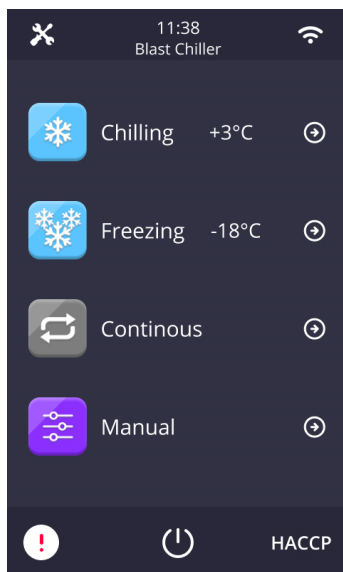 11:38
Blast Chiller
Chilling +3°C
Freezing -18°C
Continous
Manual
! HACCP